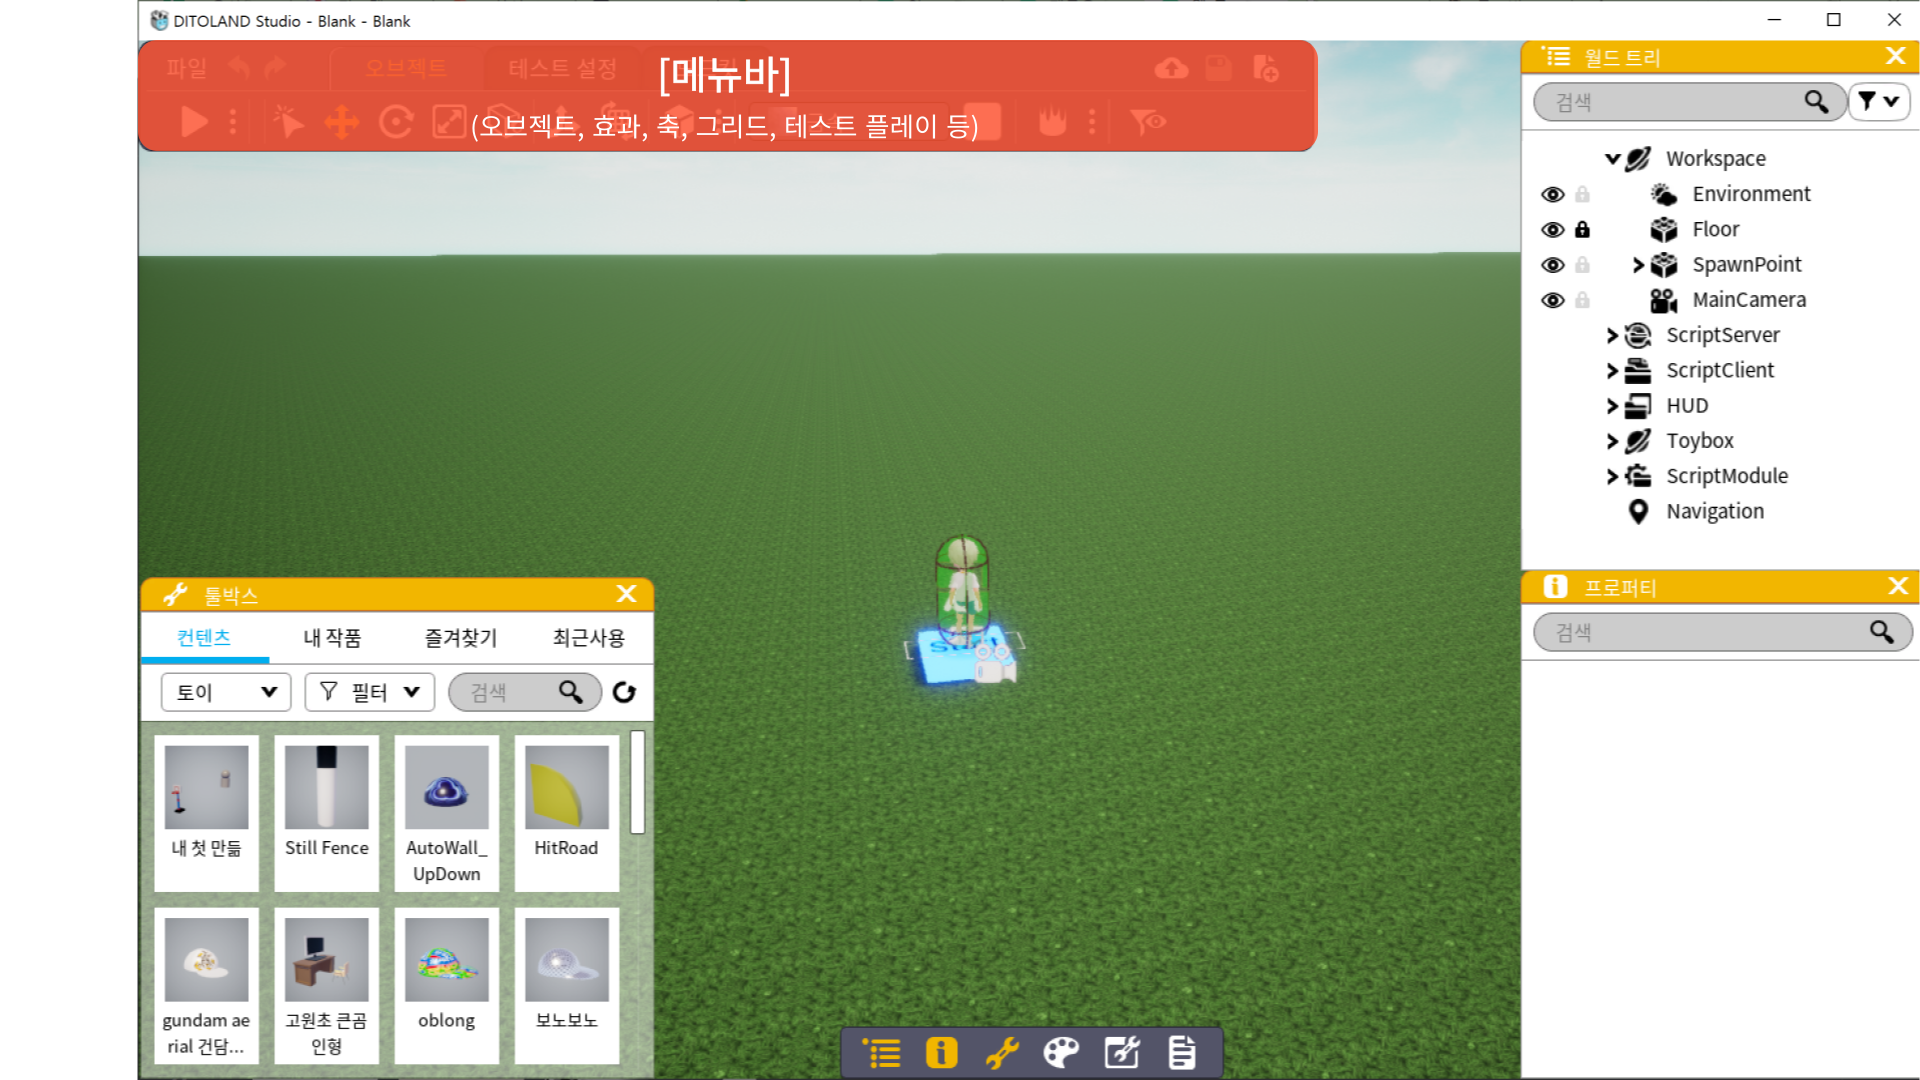 DITOLAND Studio - Blank - Blank
파일
오브젝트
테스트 설정
[메뉴바]
(오브젝트, 효과, 축, 그리드, 테스트 플레이 등)
월드 트리
검색
Workspace
Environment
Floor
SpawnPoint
MainCamera
ScriptServer
ScriptClient
HUD
Toybox
ScriptModule
Navigation
프로퍼티
검색
툴박스
컨텐츠
내 작품
즐겨찾기
최근사용
토이
필터
검색
내 첫 만듦
Still Fence
AutoWall_
UpDown
HitRoad
gundam ae
rial 건담...
고원초 큰곰
인형
oblong
보노보노